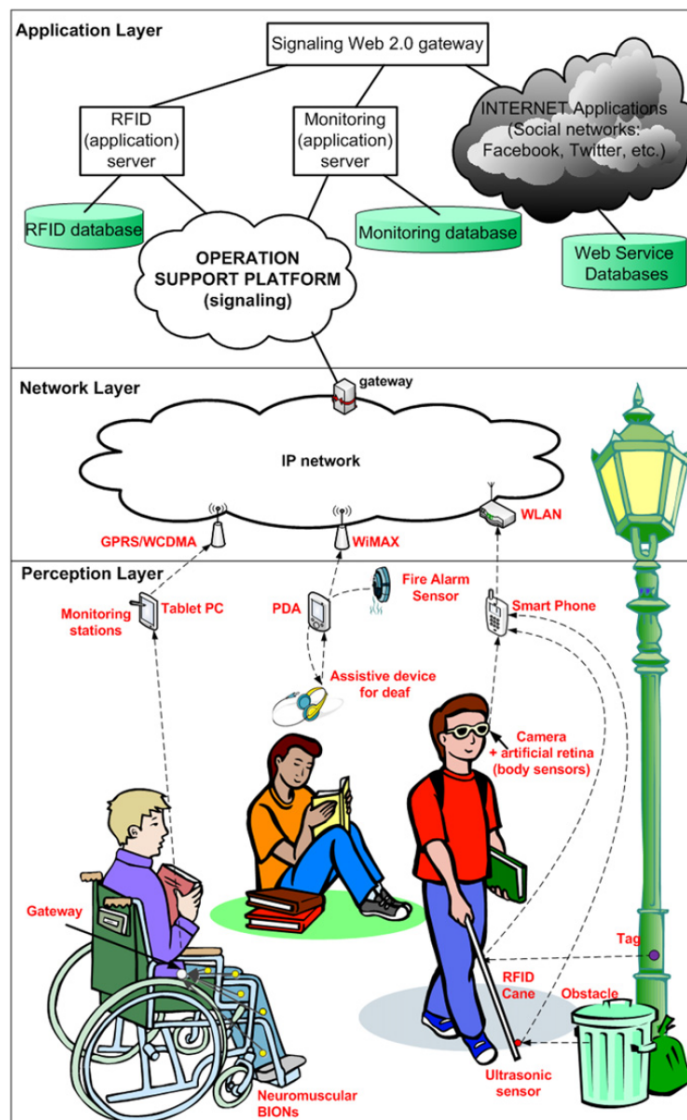 Application Layer
Signaling Web 2.0 gateway
RFID
(application)
server
Monitoring
(application)
server
INTERNET Applications
(Social networks:
Facebook, Twitter, etc.)
RFID database
OPERATION
SUPPORT PLATFORM
(signaling)
Monitoring database
Web Service
Databases
Network Layer
gateway
IP network
GPRS/WCDMA
WiMAX
WLAN
Perception Layer
Monitoring
stations
Tablet PC
PDA
Fire Alarm
Sensor
Smart Phone
Assistive device
for deaf
Camera
+ artificial retina
(body sensors)
Gateway
Tag
RFID
Cane
Obstacle
Ultrasonic
sensor
Neuromuscular
BIONs